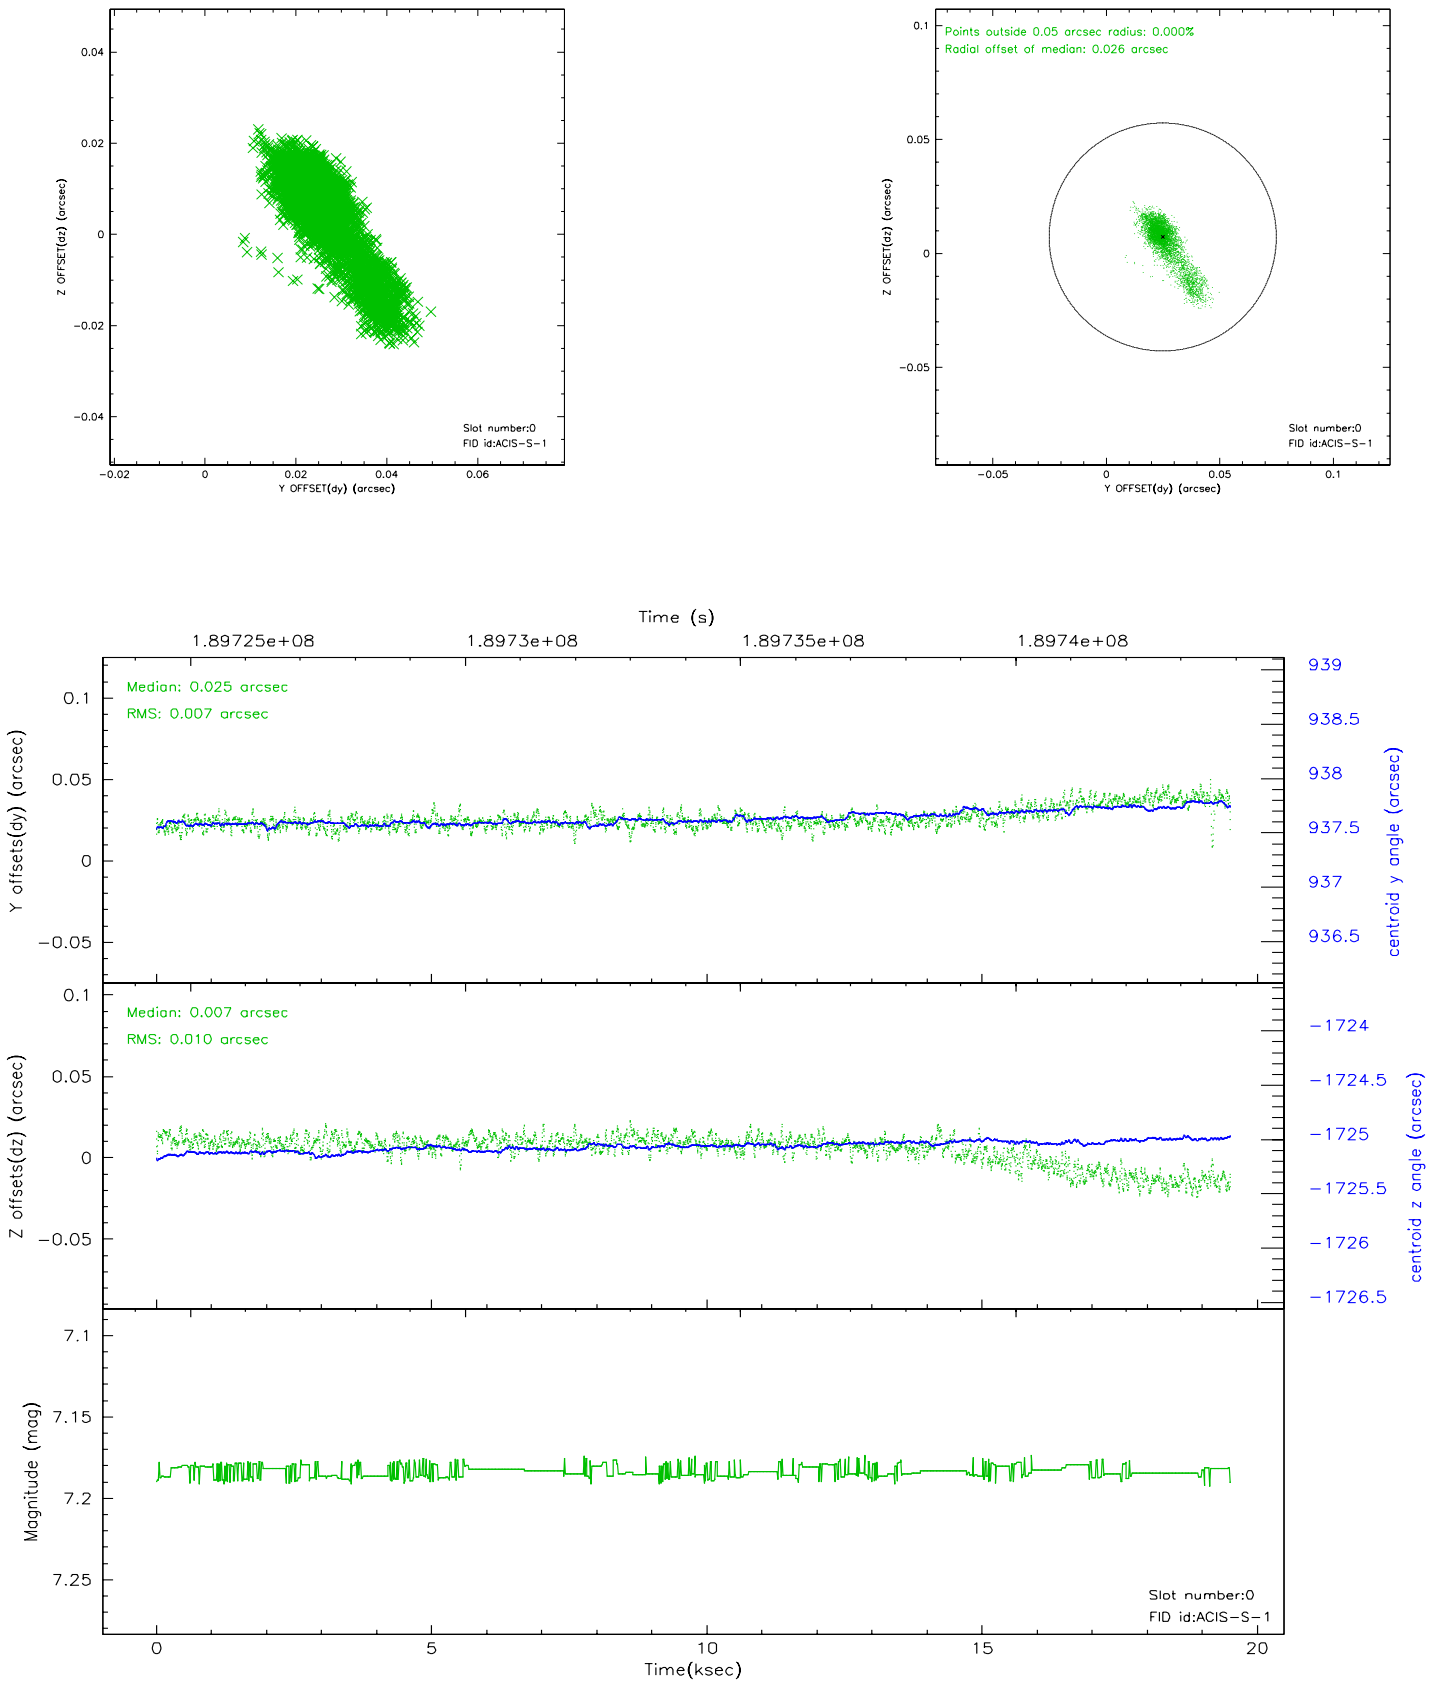 0.04
0.02
0
−0.02
−0.04
Z OFFSET(dz) (arcsec)
Slot number:0
FID id:ACIS−S−1
−0.02 0 0.02 0.04 0.06
Y OFFSET(dy) (arcsec)
Points outside 0.05 arcsec radius: 0.000%
Radial offset of median: 0.026 arcsec
0.1
0.05
0
−0.05
Z OFFSET(dz) (arcsec)
Slot number:0
FID id:ACIS−S−1
−0.05 0 0.05 0.1
Y OFFSET(dy) (arcsec)
Time (s)
1.89725e+08 1.8973e+08 1.89735e+08 1.8974e+08
Median: 0.025 arcsec
RMS: 0.007 arcsec
0.1
0.05
0
−0.05
Y offsets(dy) (arcsec)
939
938.5
938
937.5
937
936.5
centroid y angle (arcsec)
Median: 0.007 arcsec
RMS: 0.010 arcsec
0.1
0.05
0
−0.05
Z offsets(dz) (arcsec)
−1724
−1724.5
−1725
−1725.5
−1726
−1726.5
centroid z angle (arcsec)
7.1
7.15
7.2
7.25
Magnitude (mag)
Slot number:0
FID id:ACIS−S−1
0 5 10 15 20
Time(ksec)